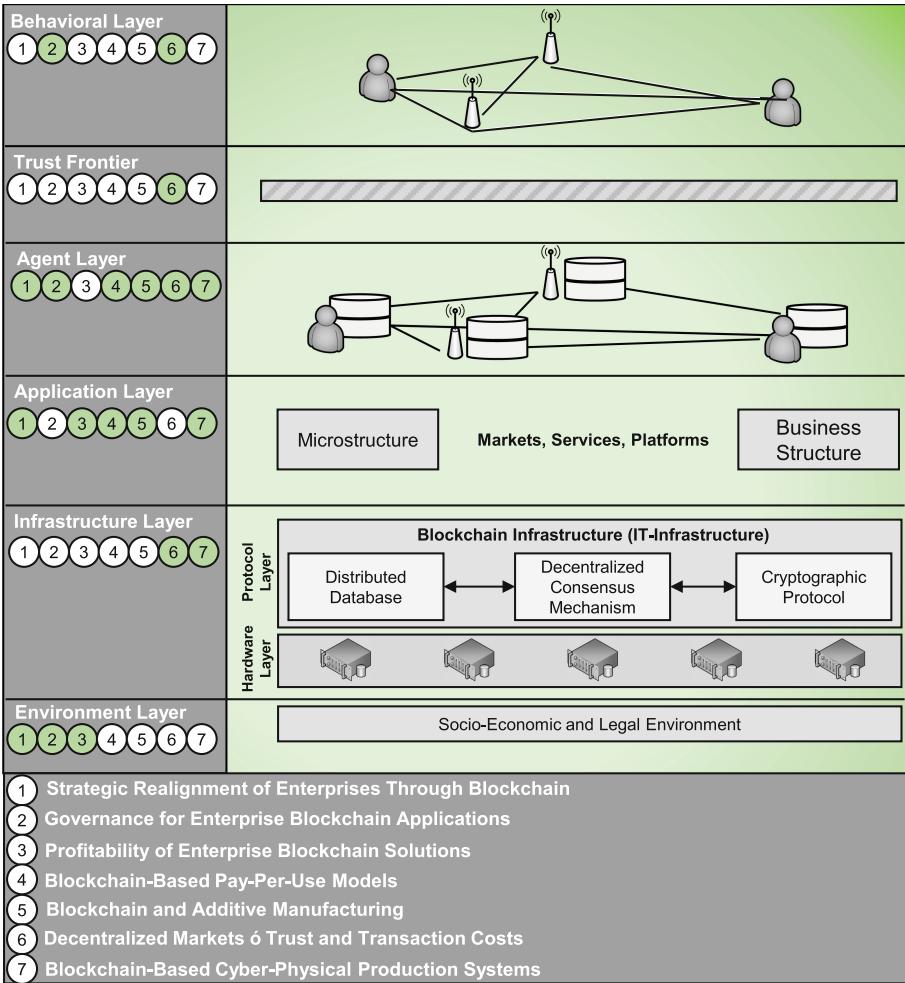 Behavioral Layer
1 2 3 4 5 6 7
Trust Frontier
1 2 3 4 5 6 7
Agent Layer
1 2 3 4 5 6 7
Application Layer
1 2 3 4 5 6 7
Microstructure
Markets, Services, Platforms
Business
Structure
Infrastructure Layer
1 2 3 4 5 6 7
Protocol
Layer
Blockchain Infrastructure (IT-Infrastructure)
Distributed
Database
Decentralized
Consensus
Mechanism
Cryptographic
Protocol
Hardware
Layer
Environment Layer
1 2 3 4 5 6 7
Socio-Economic and Legal Environment
1 Strategic Realignment of Enterprises Through Blockchain
2 Governance for Enterprise Blockchain Applications
3 Profitability of Enterprise Blockchain Solutions
4 Blockchain-Based Pay-Per-Use Models
5 Blockchain and Additive Manufacturing
6 Decentralized Markets ó Trust and Transaction Costs
7 Blockchain-Based Cyber-Physical Production Systems